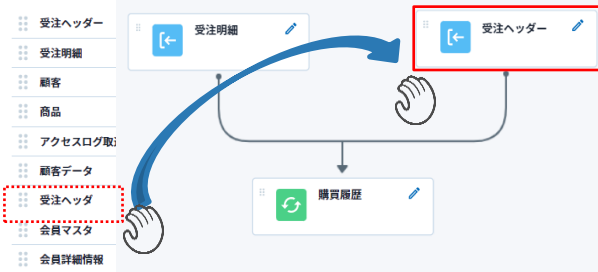 受注ヘッダー
受注明細
顧客
商品
アクセスログ取
顧客データ
受注ヘッダ
会員マスタ
会員詳細情報
受注明細
受注ヘッダー
購買履歴